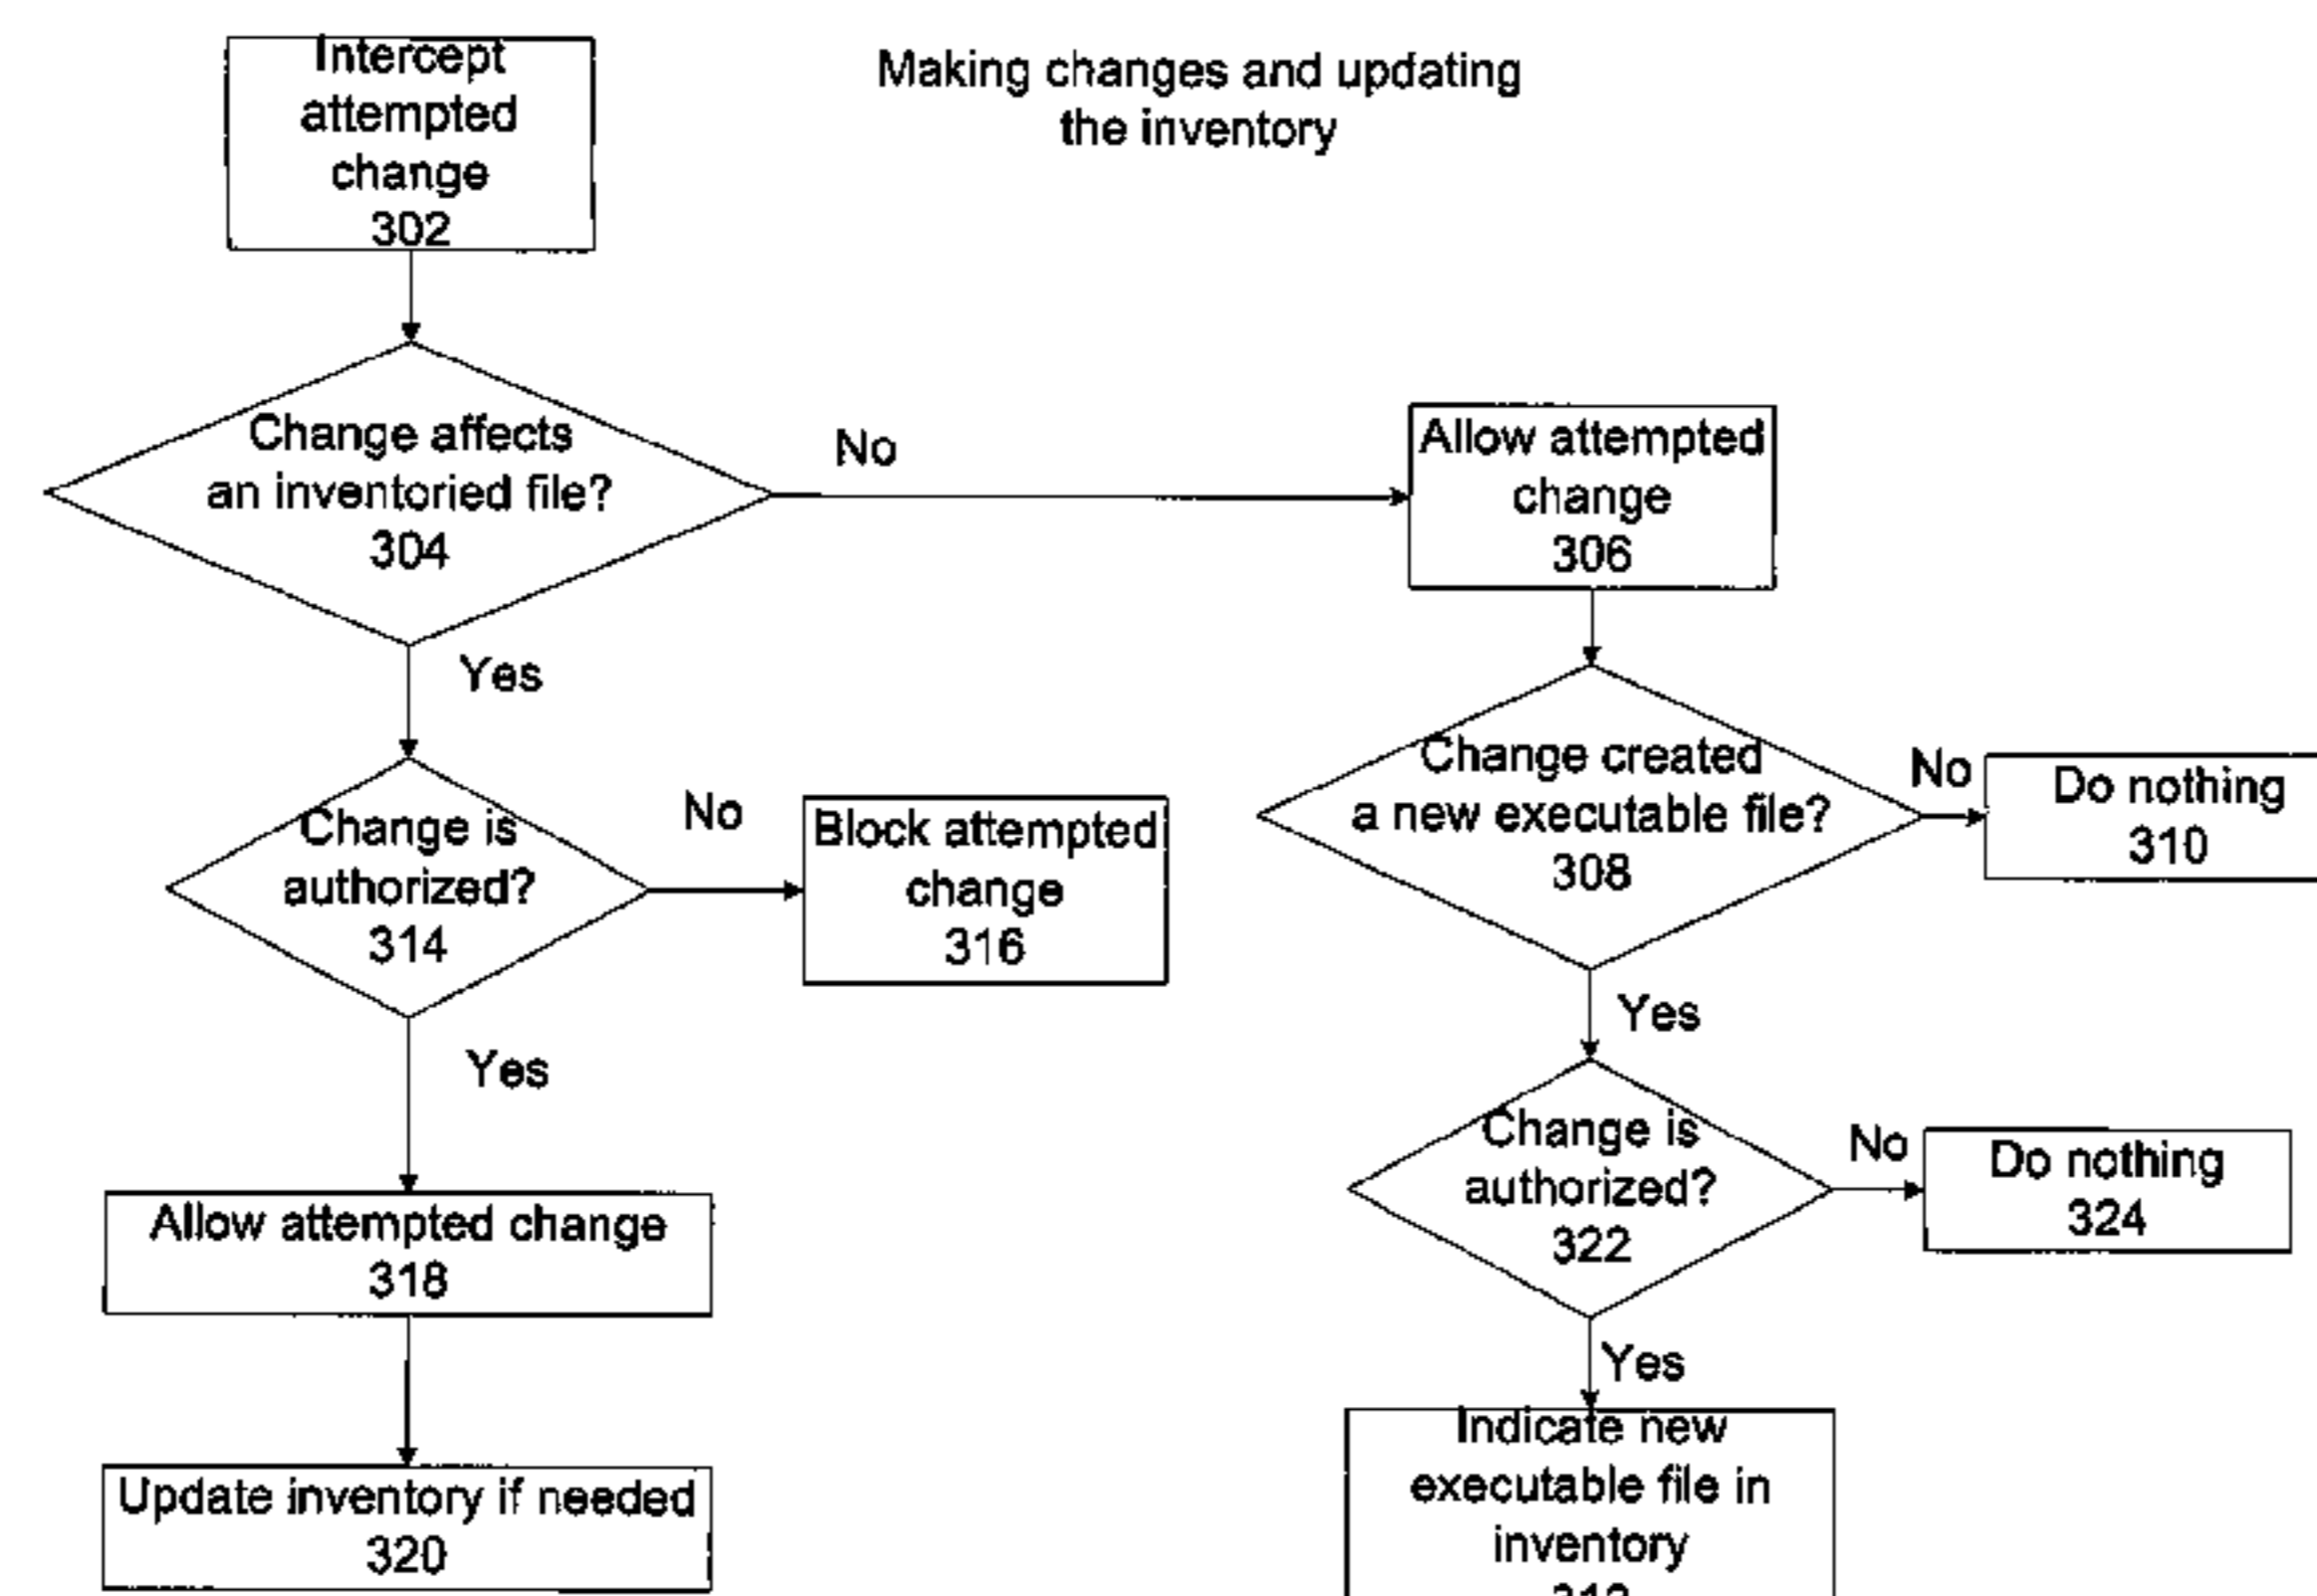 Making changes and updating
the inventory
Intercept
attempted
change
302
Change affects
an inventoried file?
304
No
Allow attempted
change
306
Yes
Change is
authorized?
314
No
Block attempted
change
316
Change created
a new executable file?
308
No
Do nothing
310
Yes
Yes
Change is
authorized?
322
No
Do nothing
324
Allow attempted change
318
Yes
Update inventory if needed
320
Indicate new
executable file in
inventory